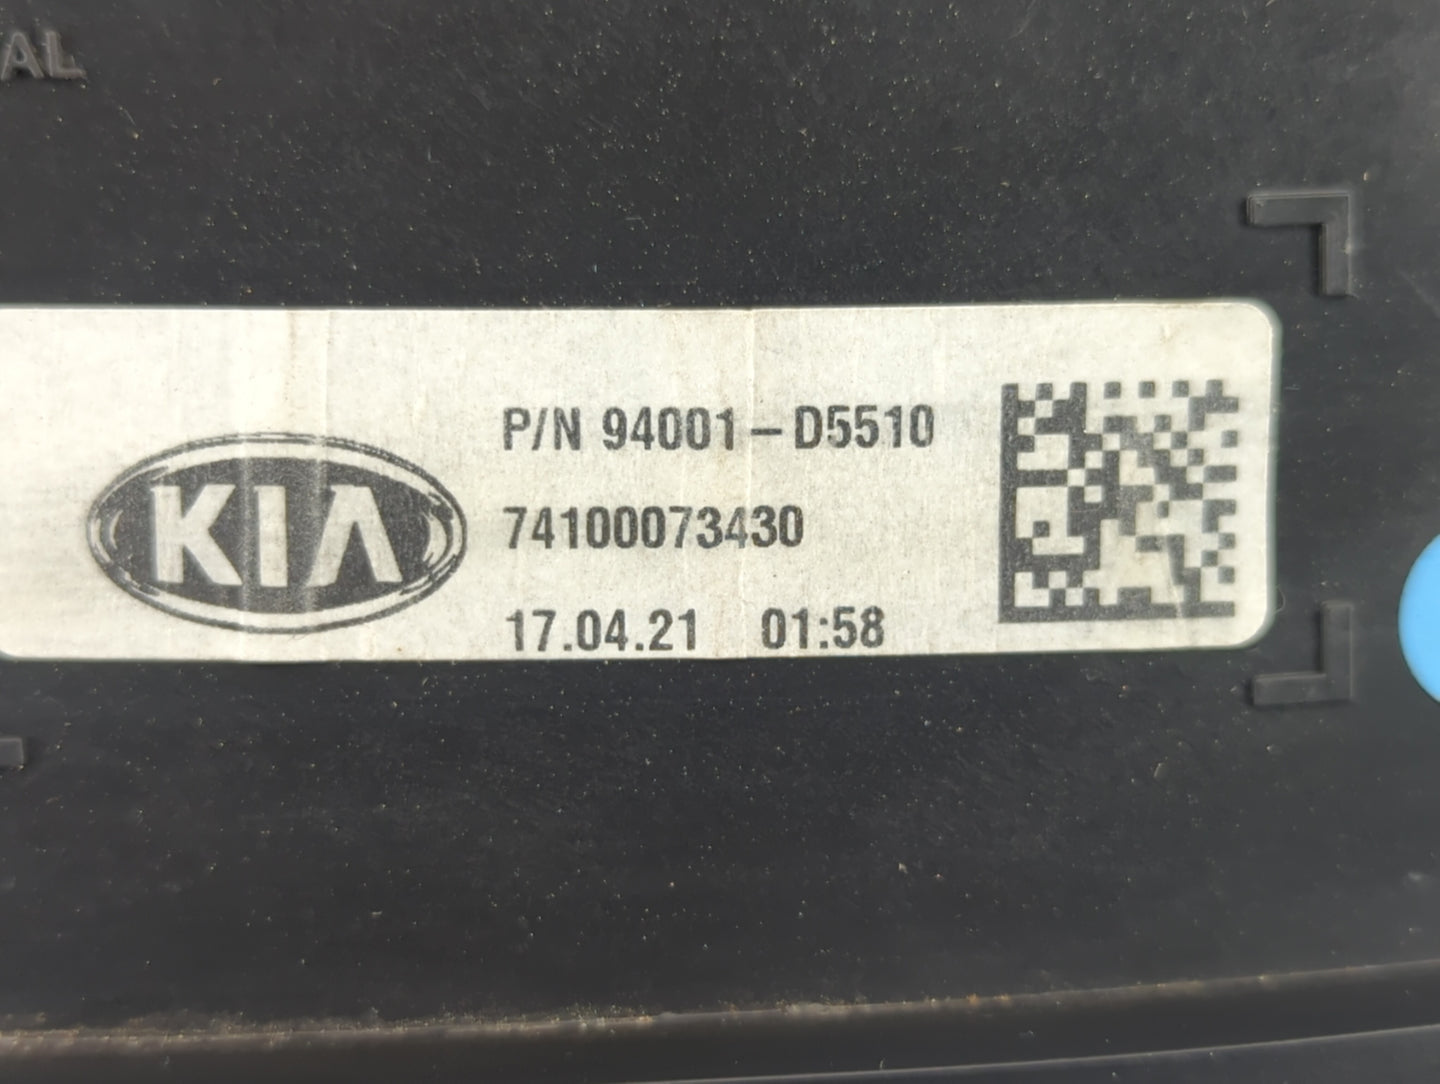 AL
P/N 94001-D5510
KIA
74100073430
17.04.21 01:58